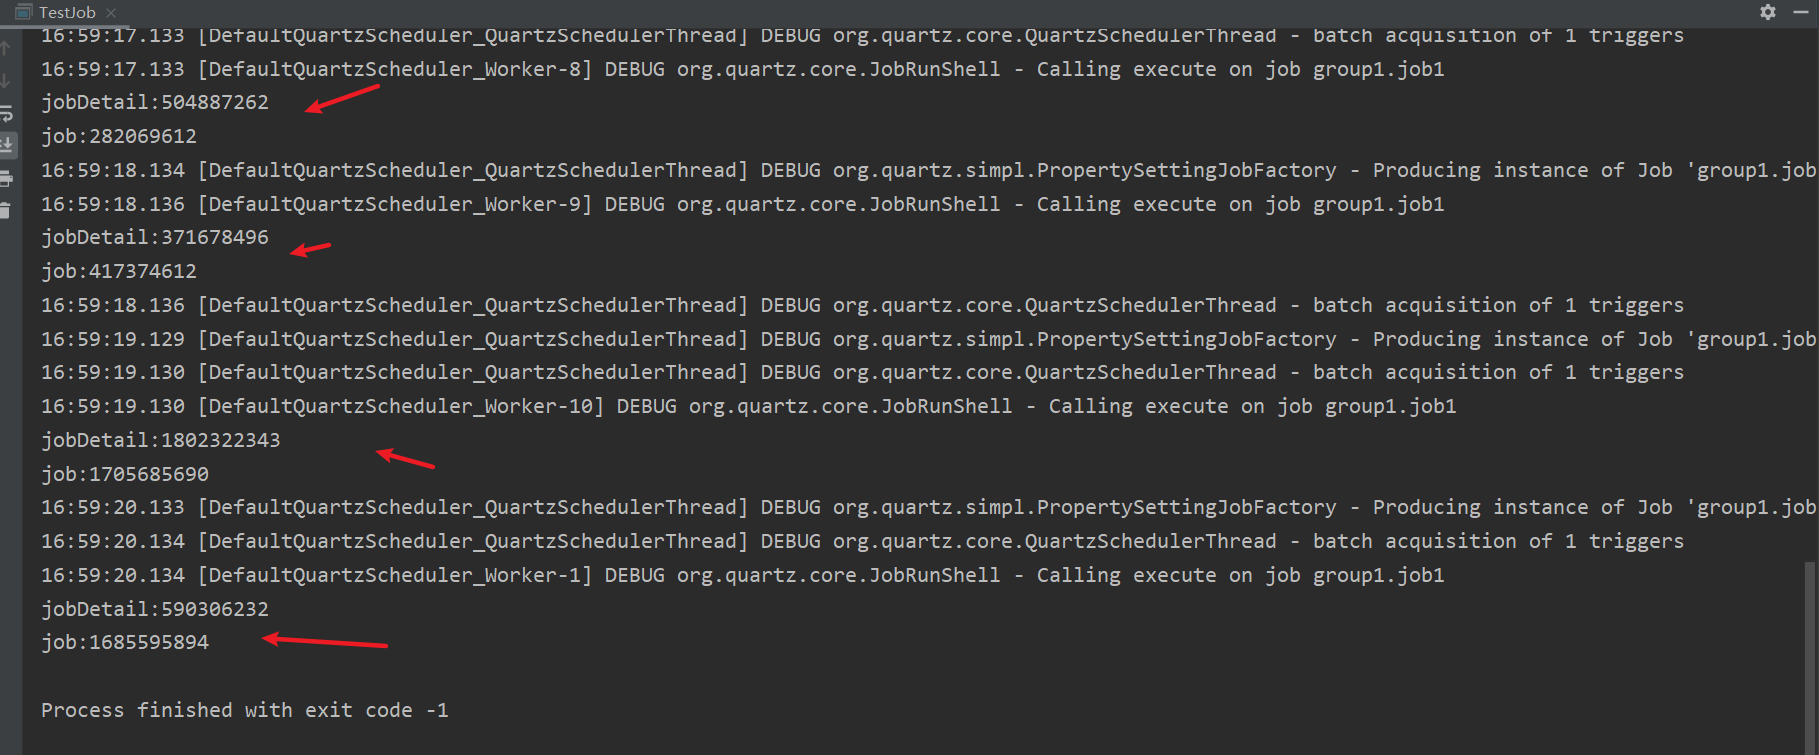 TestJob
16:59:17.133 [DefaultQuartzScheduler_QuartzSchedulerThread] DEBUG org.quartz.core.QuartzSchedulerThread - batch acquisition of 1 triggers
16:59:17.133 [DefaultQuartzScheduler_Worker-8] DEBUG org.quartz.core.JobRunShell - Calling execute on job group1.job1
jobDetail:504887262
job:282069612
16:59:18.134 [DefaultQuartzScheduler_QuartzSchedulerThread] DEBUG org.quartz.simpl.PropertySettingJobFactory - Producing instance of Job 'group1.job
16:59:18.136 [DefaultQuartzScheduler_Worker-9] DEBUG org.quartz.core.JobRunShell - Calling execute on job group1.job1
jobDetail:371678496
job:417374612
16:59:18.136 [DefaultQuartzScheduler_QuartzSchedulerThread] DEBUG org.quartz.core.QuartzSchedulerThread - batch acquisition of 1 triggers
16:59:19.129 [DefaultQuartzScheduler_QuartzSchedulerThread] DEBUG org.quartz.simpl.PropertySettingJobFactory - Producing instance of Job 'group1.job
16:59:19.130 [DefaultQuartzScheduler_QuartzSchedulerThread] DEBUG org.quartz.core.QuartzSchedulerThread - batch acquisition of 1 triggers
16:59:19.130 [DefaultQuartzScheduler_Worker-10] DEBUG org.quartz.core.JobRunShell - Calling execute on job group1.job1
jobDetail:1802322343
job:1705685690
16:59:20.133 [DefaultQuartzScheduler_QuartzSchedulerThread] DEBUG org.quartz.simpl.PropertySettingJobFactory - Producing instance of Job 'group1.job
16:59:20.134 [DefaultQuartzScheduler_QuartzSchedulerThread] DEBUG org.quartz.core.QuartzSchedulerThread - batch acquisition of 1 triggers
16:59:20.134 [DefaultQuartzScheduler_Worker-1] DEBUG org.quartz.core.JobRunShell - Calling execute on job group1.job1
jobDetail:590306232
job:1685595894
Process finished with exit code -1